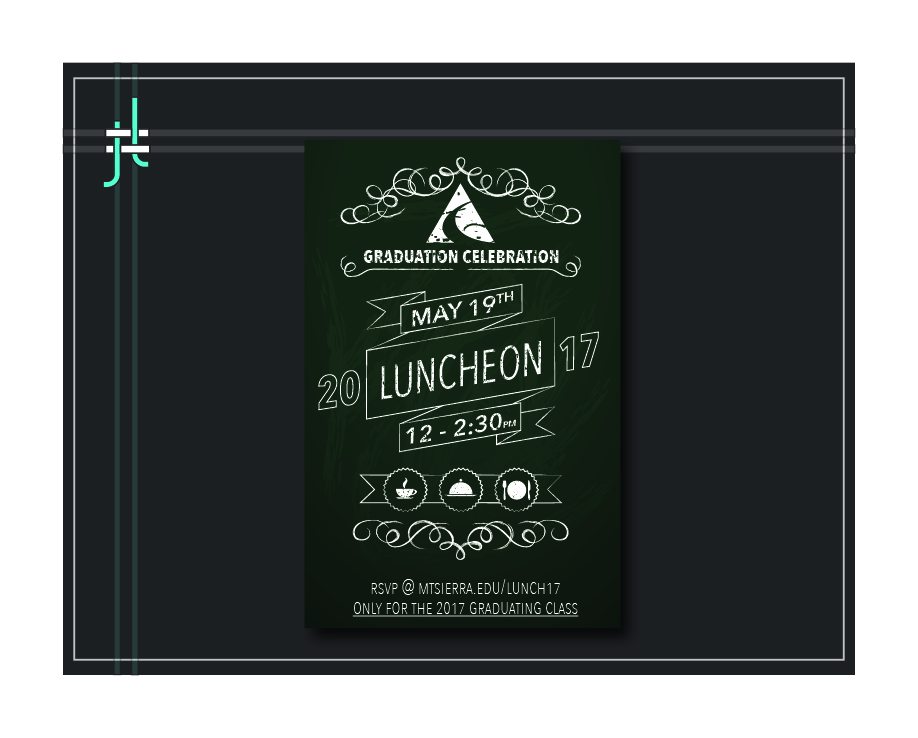 jl
GRADUATION CELEBRATION
MAY 19TH
20 LUNCHEON 17
12 - 2:30PM
RSVP @ MTSIERRA.EDU/LUNCH17
ONLY FOR THE 2017 GRADUATING CLASS